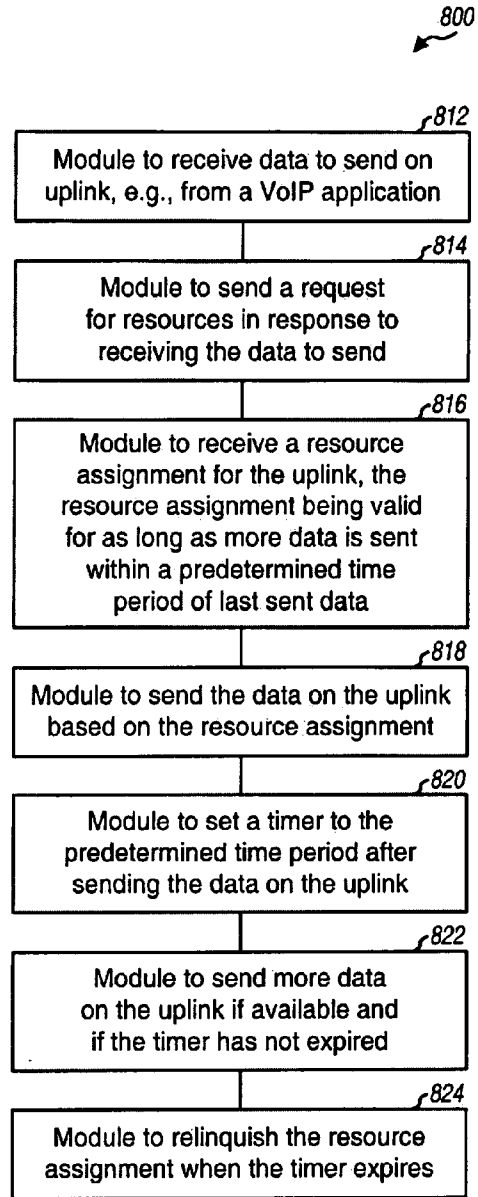 800
812
Module to receive data to send on
uplink, e.g., from a VoIP application
814
Module to send a request
for resources in response to
receiving the data to send
816
Module to receive a resource
assignment for the uplink, the
resource assignment being valid
for as long as more data is sent
within a predetermined time
period of last sent data
818
Module to send the data on the uplink
based on the resource assignment
820
Module to set a timer to the
predetermined time period after
sending the data on the uplink
822
Module to send more data
on the uplink if available and
if the timer has not expired
824
Module to relinquish the resource
assignment when the timer expires